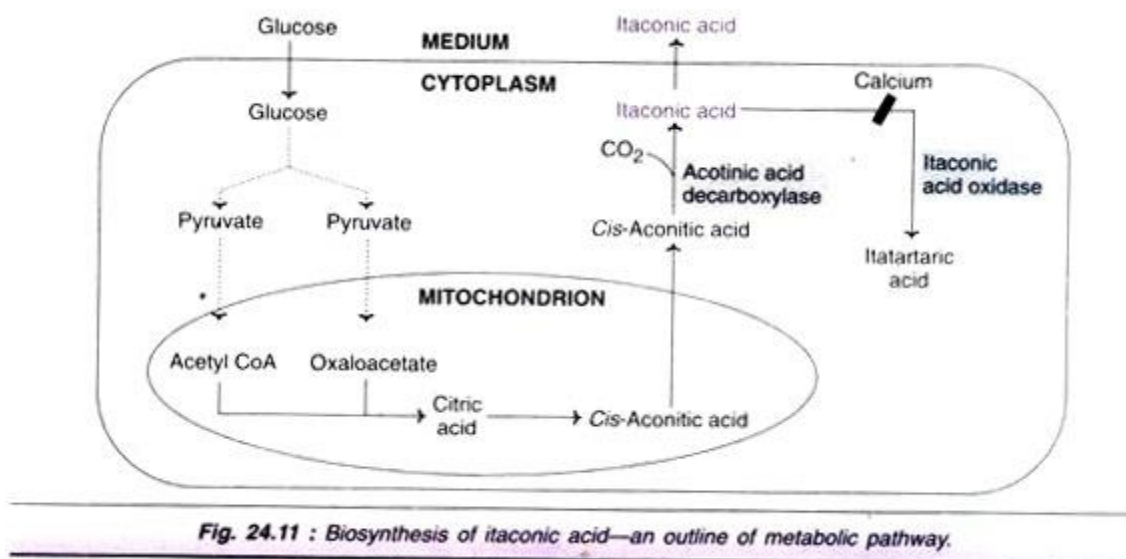 Glucose
MEDIUM
Itaconic acid
CYTOPLASM
Glucose
Itaconic acid
Calcium
CO2
Acotinic acid
decarboxylase
Itaconic
acid oxidase
Pyruvate
Pyruvate
Cis-Aconitic acid
Itatartaric
acid
MITOCHONDRION
Acetyl CoA
Oxaloacetate
Citric
acid
Cis-Aconitic acid
Fig. 24.11 : Biosynthesis of itaconic acid—an outline of metabolic pathway.